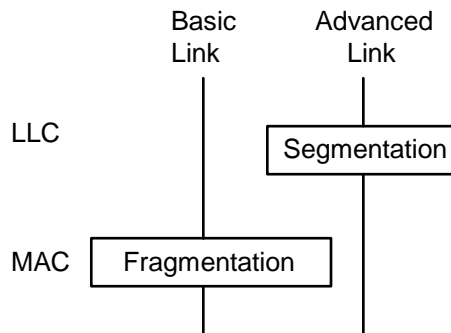 Basic
Link
Advanced
Link
LLC
Segmentation
MAC
Fragmentation